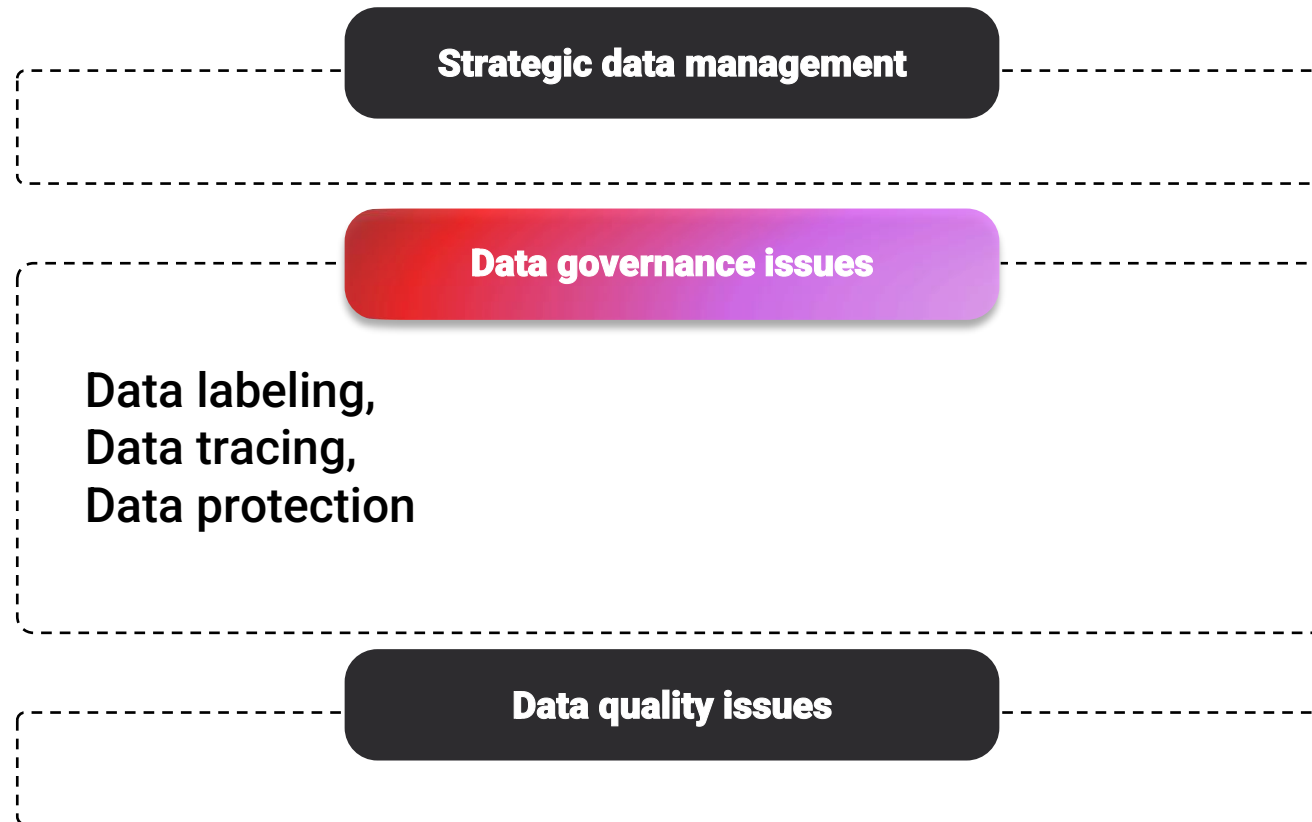 Strategic data management
Data governance issues
Data labeling,
Data tracing,
Data protection
Data quality issues